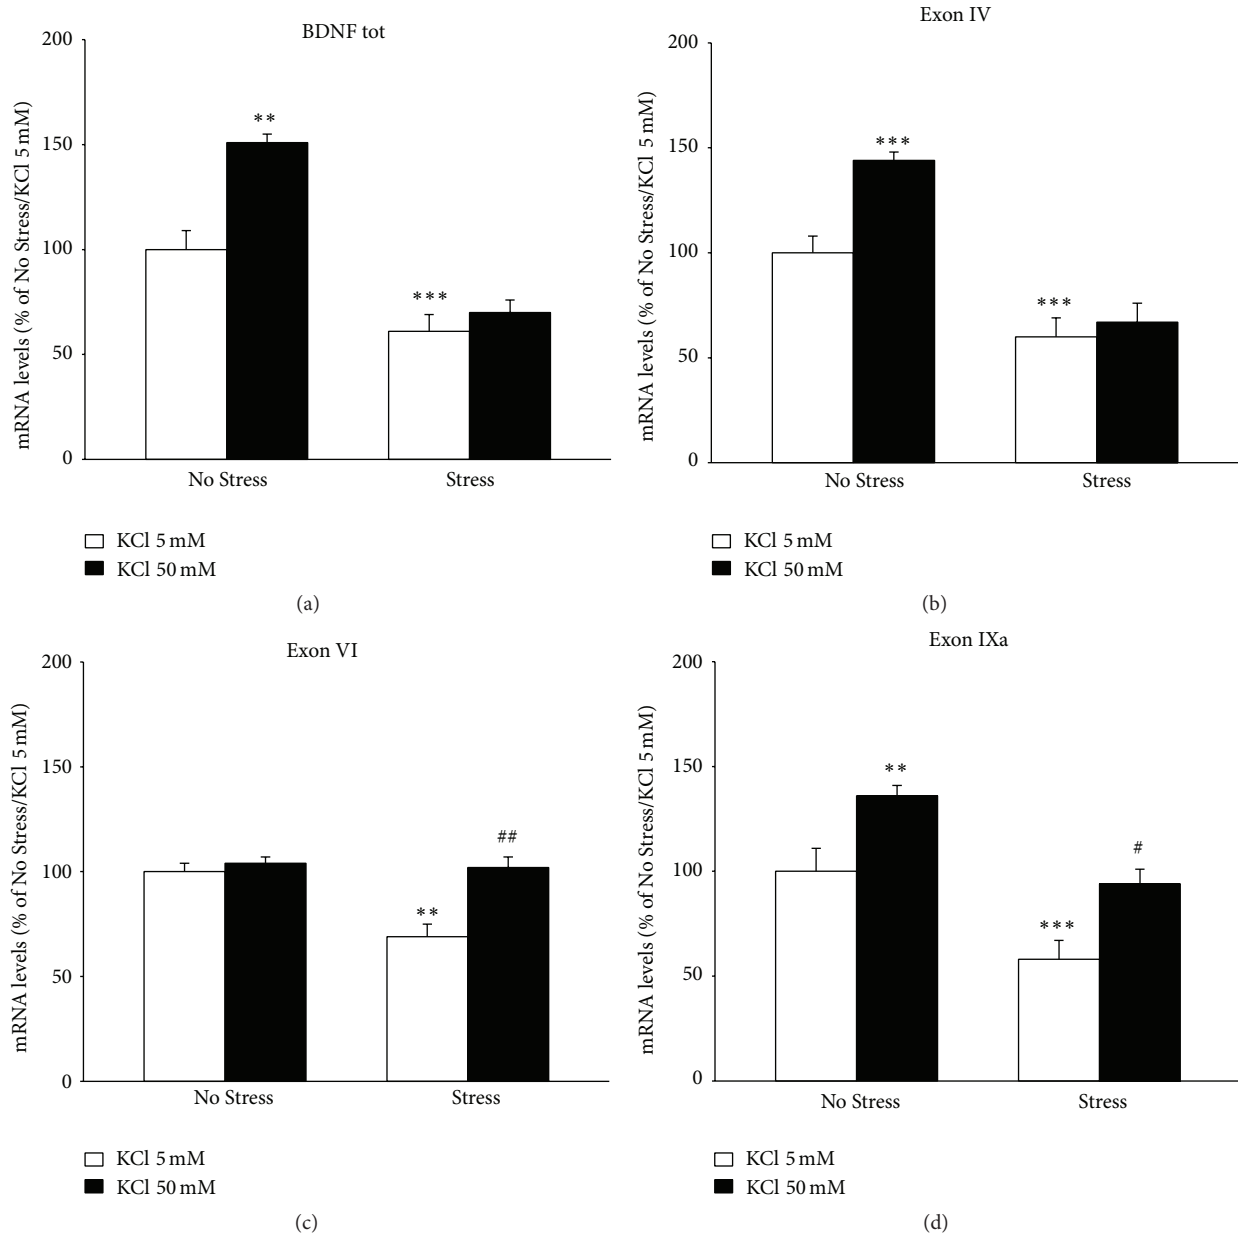 BDNF tot
mRNA levels (% of No Stress/KCl 5 mM)
200
150
100
50
0
**
***
No Stress
Stress
KCl 5 mM
KCl 50 mM
(a)
Exon IV
mRNA levels (% of No Stress/KCl 5 mM)
200
150
100
50
0
***
***
No Stress
Stress
KCl 5 mM
KCl 50 mM
(b)
Exon VI
mRNA levels (% of No Stress/KCl 5 mM)
200
150
100
50
0
##
**
No Stress
Stress
KCl 5 mM
KCl 50 mM
(c)
Exon IXa
mRNA levels (% of No Stress/KCl 5 mM)
200
150
100
50
0
**
#
***
No Stress
Stress
KCl 5 mM
KCl 50 mM
(d)